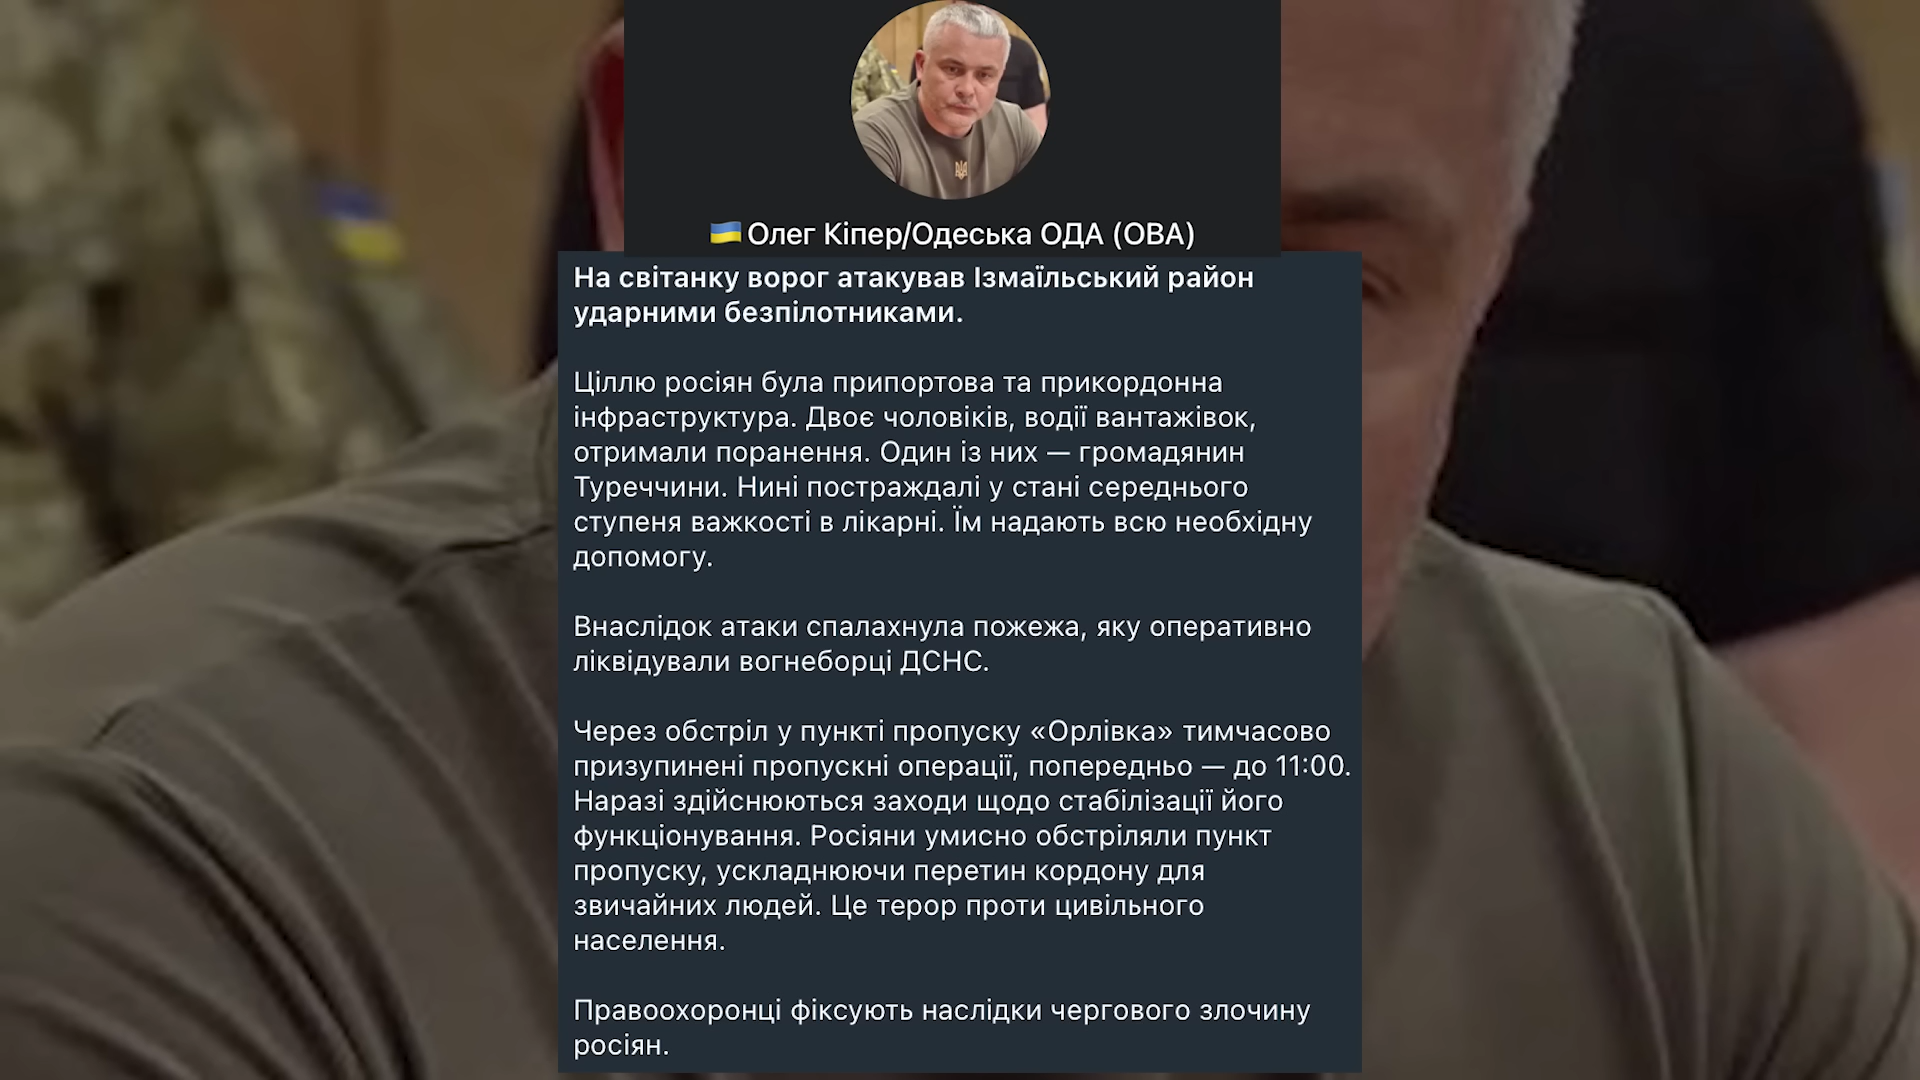 🇺🇦Олег Кіпер/Одеська ОДА (ОВА)
На світанку ворог атакував Ізмаїльський район
ударними безпілотниками.
Ціллю росіян була припортова та прикордонна
інфраструктура. Двоє чоловіків, водії вантажівок,
отримали поранення. Один із них — громадянин
Туреччини. Нині постраждалі у стані середнього
ступеня важкості в лікарні. Їм надають всю необхідну
допомогу.
Внаслідок атаки спалахнула пожежа, яку оперативно
ліквідували вогнеборці ДСНС.
Через обстріл у пункті пропуску «Орлівка» тимчасово
призупинені пропускні операції, попередньо — до 11:00.
Наразі здійснюються заходи щодо стабілізації його
функціонування. Росіяни умисно обстріляли пункт
пропуску, ускладнюючи перетин кордону для
звичайних людей. Це терор проти цивільного
населення.
Правоохоронці фіксують наслідки чергового злочину
росіян.